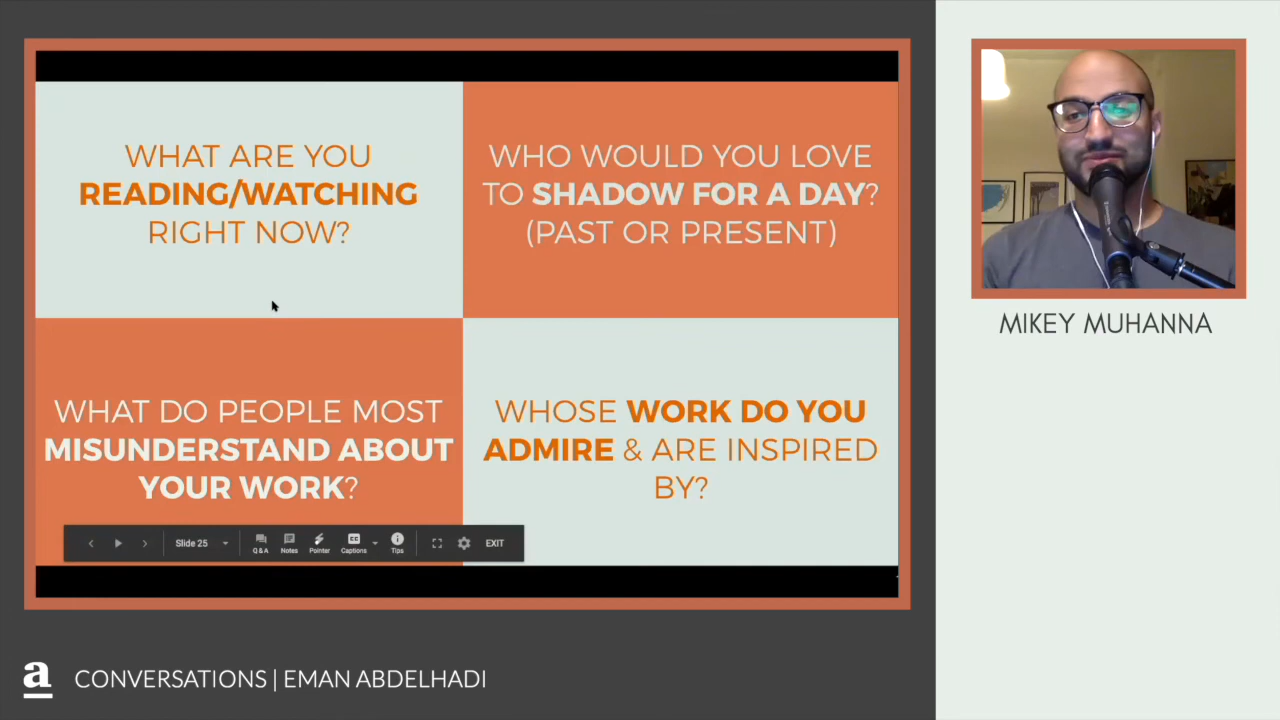 WHAT ARE YOU
READING/WATCHING
RIGHT NOW?
WHO WOULD YOU LOVE
TO SHADOW FOR A DAY?
(PAST OR PRESENT)
WHAT DO PEOPLE MOST
MISUNDERSTAND ABOUT
YOUR WORK?
WHOSE WORK DO YOU
ADMIRE & ARE INSPIRED
BY?
Slide 25
Q & A
Notes
Pointer
CC
Captions
Tips
EXIT
MIKEY MUHANNA
a
CONVERSATIONS | EMAN ABDELHADI